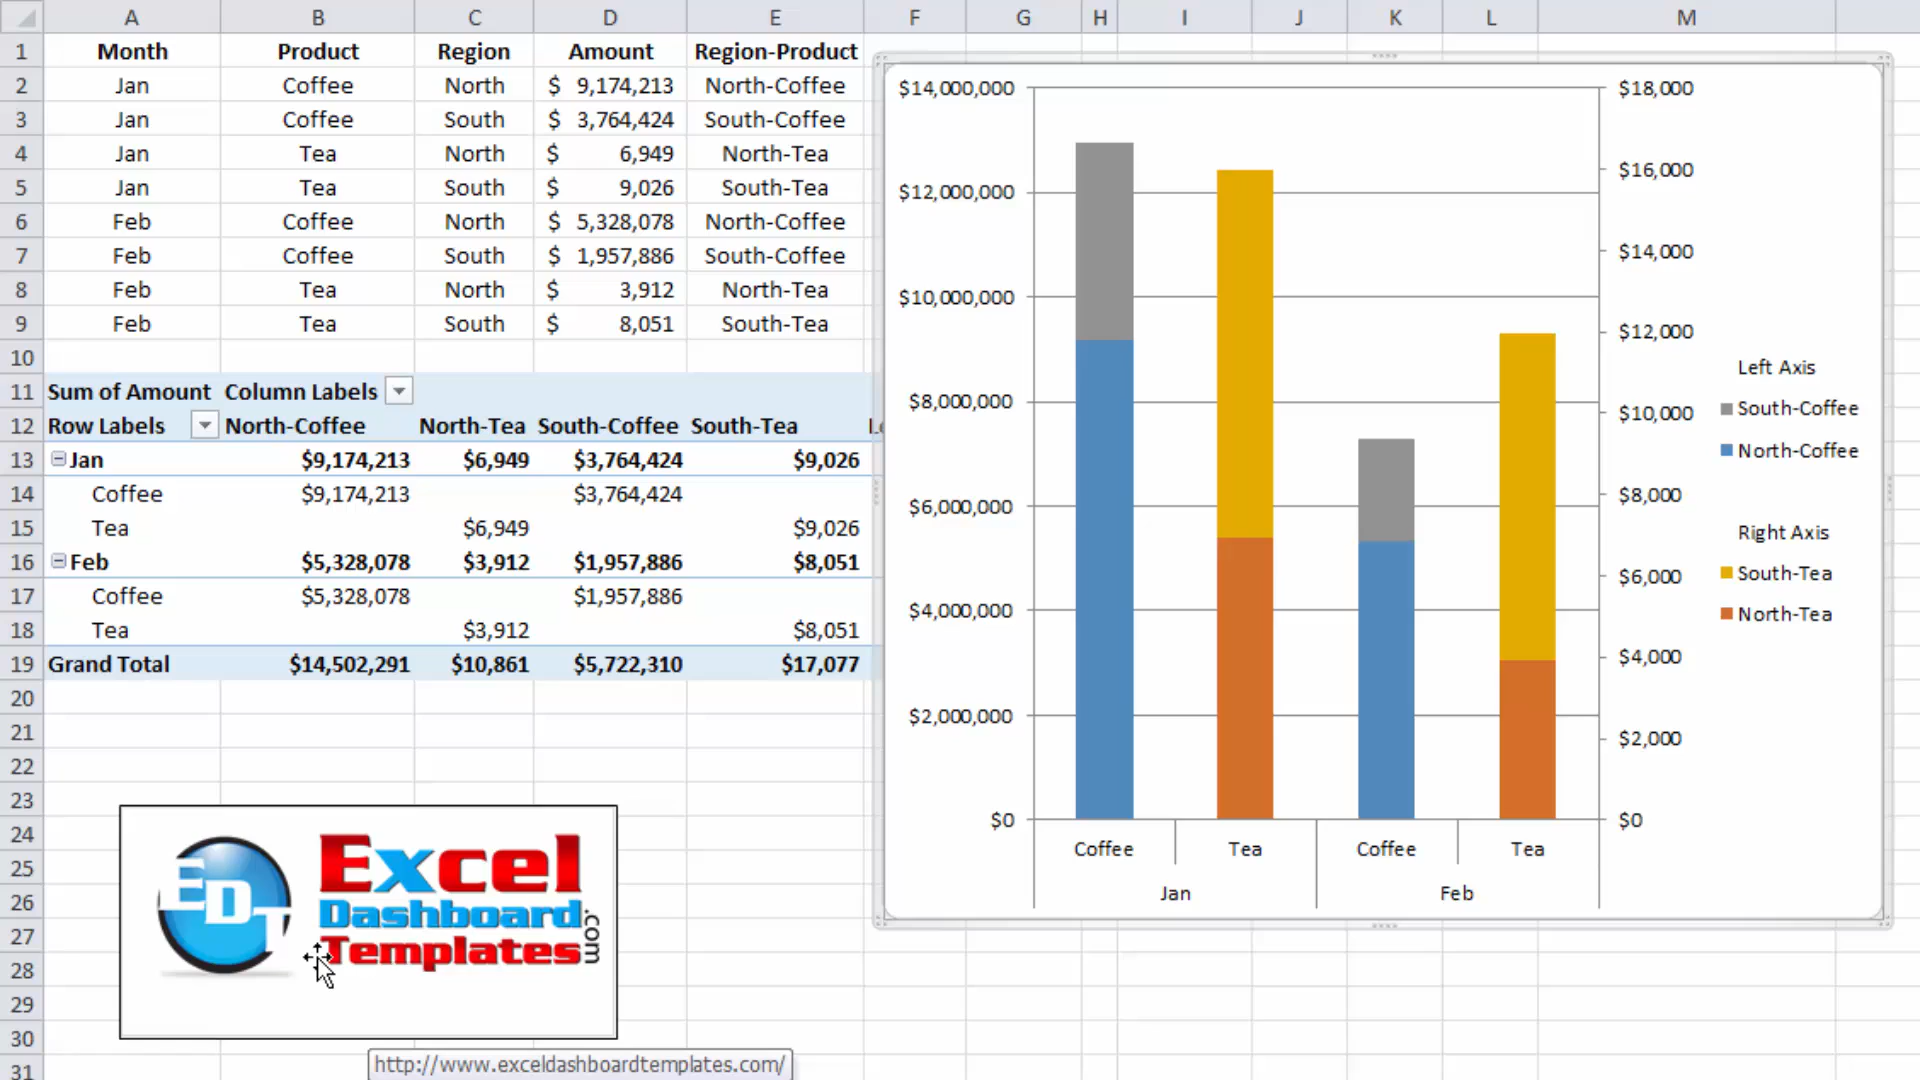 A B C D E F G H I J K L M
1 Month Product Region Amount Region-Product
2 Jan Coffee North $ 9,174,213 North-Coffee
3 Jan Coffee South $ 3,764,424 South-Coffee
4 Jan Tea North $ 6,949 North-Tea
5 Jan Tea South $ 9,026 South-Tea
6 Feb Coffee North $ 5,328,078 North-Coffee
7 Feb Coffee South $ 1,957,886 South-Coffee
8 Feb Tea North $ 3,912 North-Tea
9 Feb Tea South $ 8,051 South-Tea
10
11 Sum of Amount Column Labels
12 Row Labels North-Coffee North-Tea South-Coffee South-Tea
13 Jan $9,174,213 $6,949 $3,764,424 $9,026
14 Coffee $9,174,213 $3,764,424
15 Tea $6,949 $9,026
16 Feb $5,328,078 $3,912 $1,957,886 $8,051
17 Coffee $5,328,078 $1,957,886
18 Tea $3,912 $8,051
19 Grand Total $14,502,291 $10,861 $5,722,310 $17,077
20
21
22
23
24
25
26
27
28
29
30
31
$14,000,000
$12,000,000
$10,000,000
$8,000,000
$6,000,000
$4,000,000
$2,000,000
$0
$18,000
$16,000
$14,000
$12,000
$10,000
$8,000
$6,000
$4,000
$2,000
$0
Coffee Tea Coffee Tea
Jan Feb
Left Axis
South-Coffee
North-Coffee
Right Axis
South-Tea
North-Tea
EDT
Excel
Dashboard
Templates
.com
http://www.exceldashboardtemplates.com/